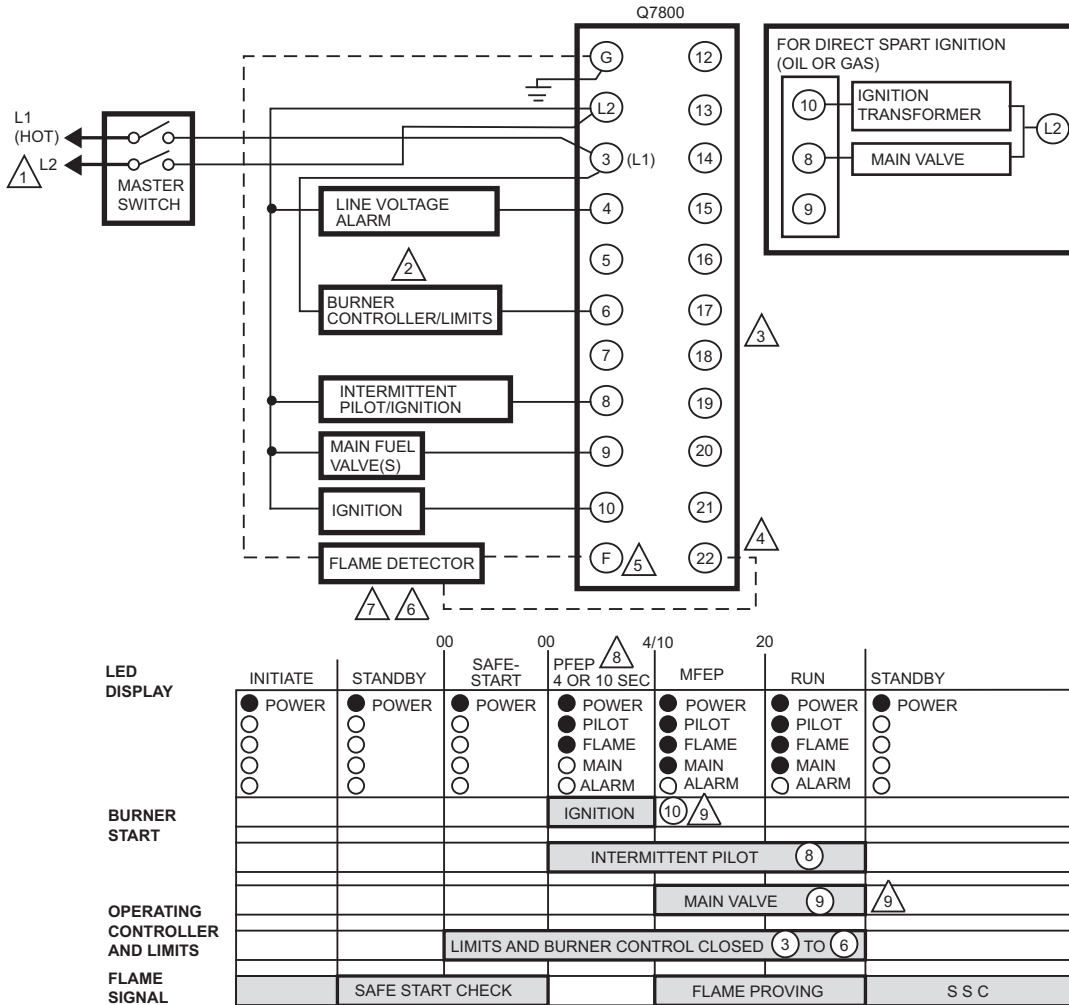 Q7800
G 12
FOR DIRECT SPART IGNITION
(OIL OR GAS)
10 IGNITION
TRANSFORMER
L2
8 MAIN VALVE
9
L1
(HOT)
1 L2
MASTER
SWITCH
L2 13
3 (L1) 14
LINE VOLTAGE
ALARM
4 15
2
5 16
BURNER
CONTROLLER/LIMITS
6 17
3
7 18
INTERMITTENT
PILOT/IGNITION
8 19
MAIN FUEL
VALVE(S)
9 20
IGNITION
10 21
4
FLAME DETECTOR
F 5 22
7 6
00 00 4/10 20
LED
DISPLAY
INITIATE
STANDBY
SAFE-
START
PFEP 8
4 OR 10 SEC
MFEP
RUN
STANDBY
POWER POWER POWER POWER POWER POWER POWER
PILOT PILOT PILOT
FLAME FLAME FLAME
MAIN MAIN MAIN
ALARM ALARM ALARM
BURNER
START
IGNITION 10 9
INTERMITTENT PILOT 8
MAIN VALVE 9 9
OPERATING
CONTROLLER
AND LIMITS
LIMITS AND BURNER CONTROL CLOSED 3 TO 6
FLAME
SIGNAL
SAFE START CHECK
FLAME PROVING
S S C